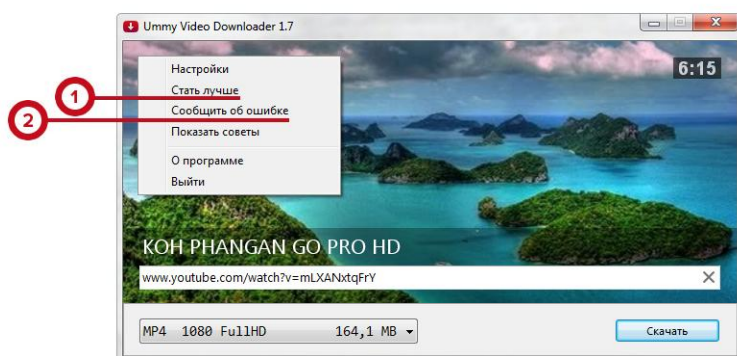 Ummy Video Downloader 1.7
6:15
Настройки
1
Стать лучше
2
Сообщить об ошибке
Показать советы
О программе
Выйти
KOH PHANGAN GO PRO HD
www.youtube.com/watch?v=mLXANxtqFrY
MP4 1080 FullHD 164,1 MB
Скачать